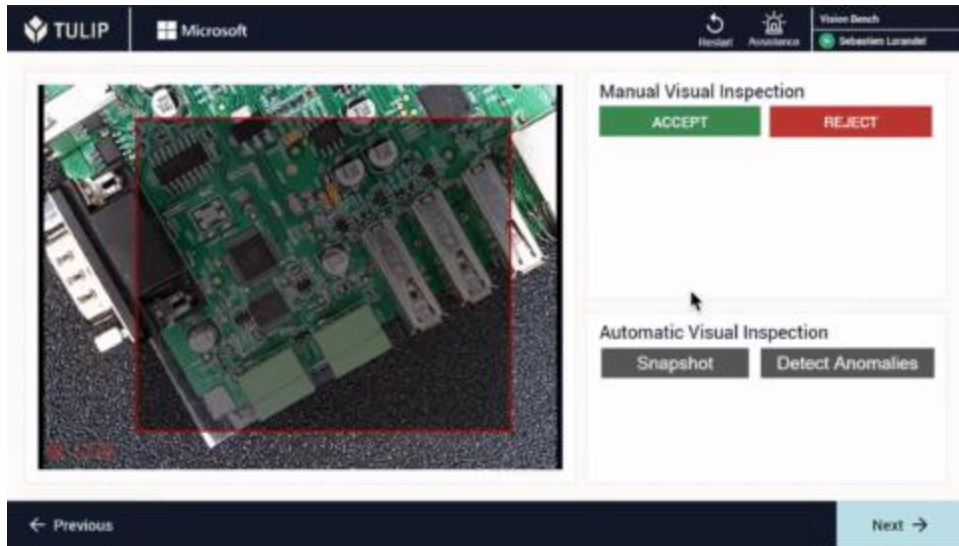 TULIP
Microsoft
Restart
Assistance
Vision Bench
Sebastien Lorandel
Manual Visual Inspection
ACCEPT
REJECT
Automatic Visual Inspection
Snapshot
Detect Anomalies
← Previous
Next →